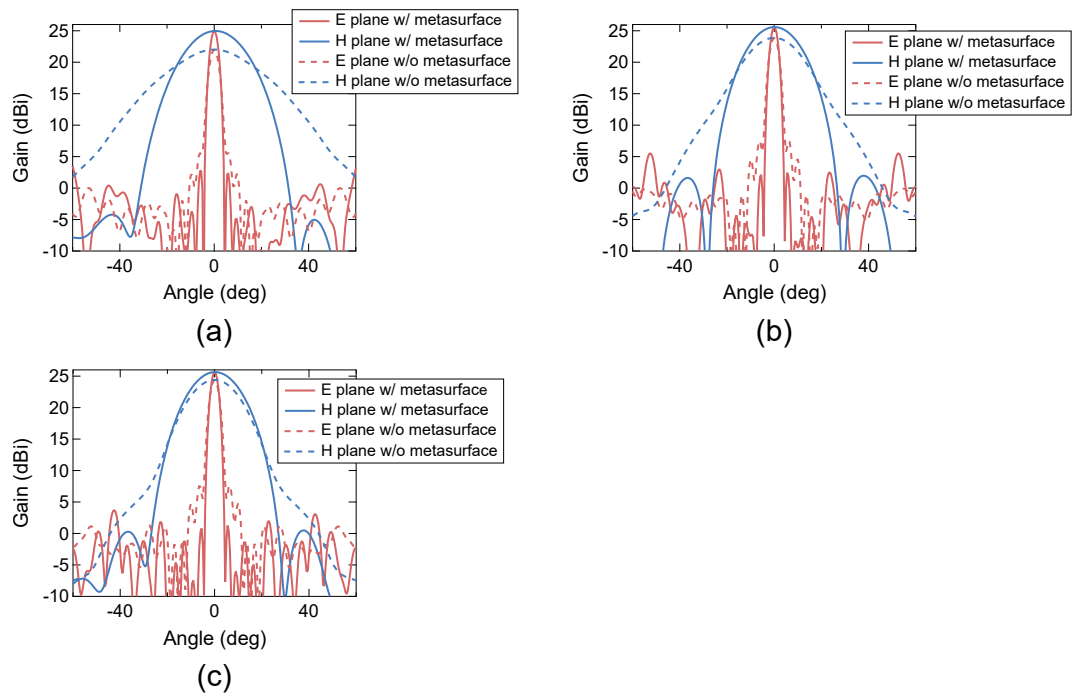 25
20
15
10
5
0
-5
-10
Gain (dBi)
-40
0
40
Angle (deg)
E plane w/ metasurface
H plane w/ metasurface
E plane w/o metasurface
H plane w/o metasurface
(a)
25
20
15
10
5
0
-5
-10
Gain (dBi)
-40
0
40
Angle (deg)
E plane w/ metasurface
H plane w/ metasurface
E plane w/o metasurface
H plane w/o metasurface
(b)
25
20
15
10
5
0
-5
-10
Gain (dBi)
-40
0
40
Angle (deg)
E plane w/ metasurface
H plane w/ metasurface
E plane w/o metasurface
H plane w/o metasurface
(c)